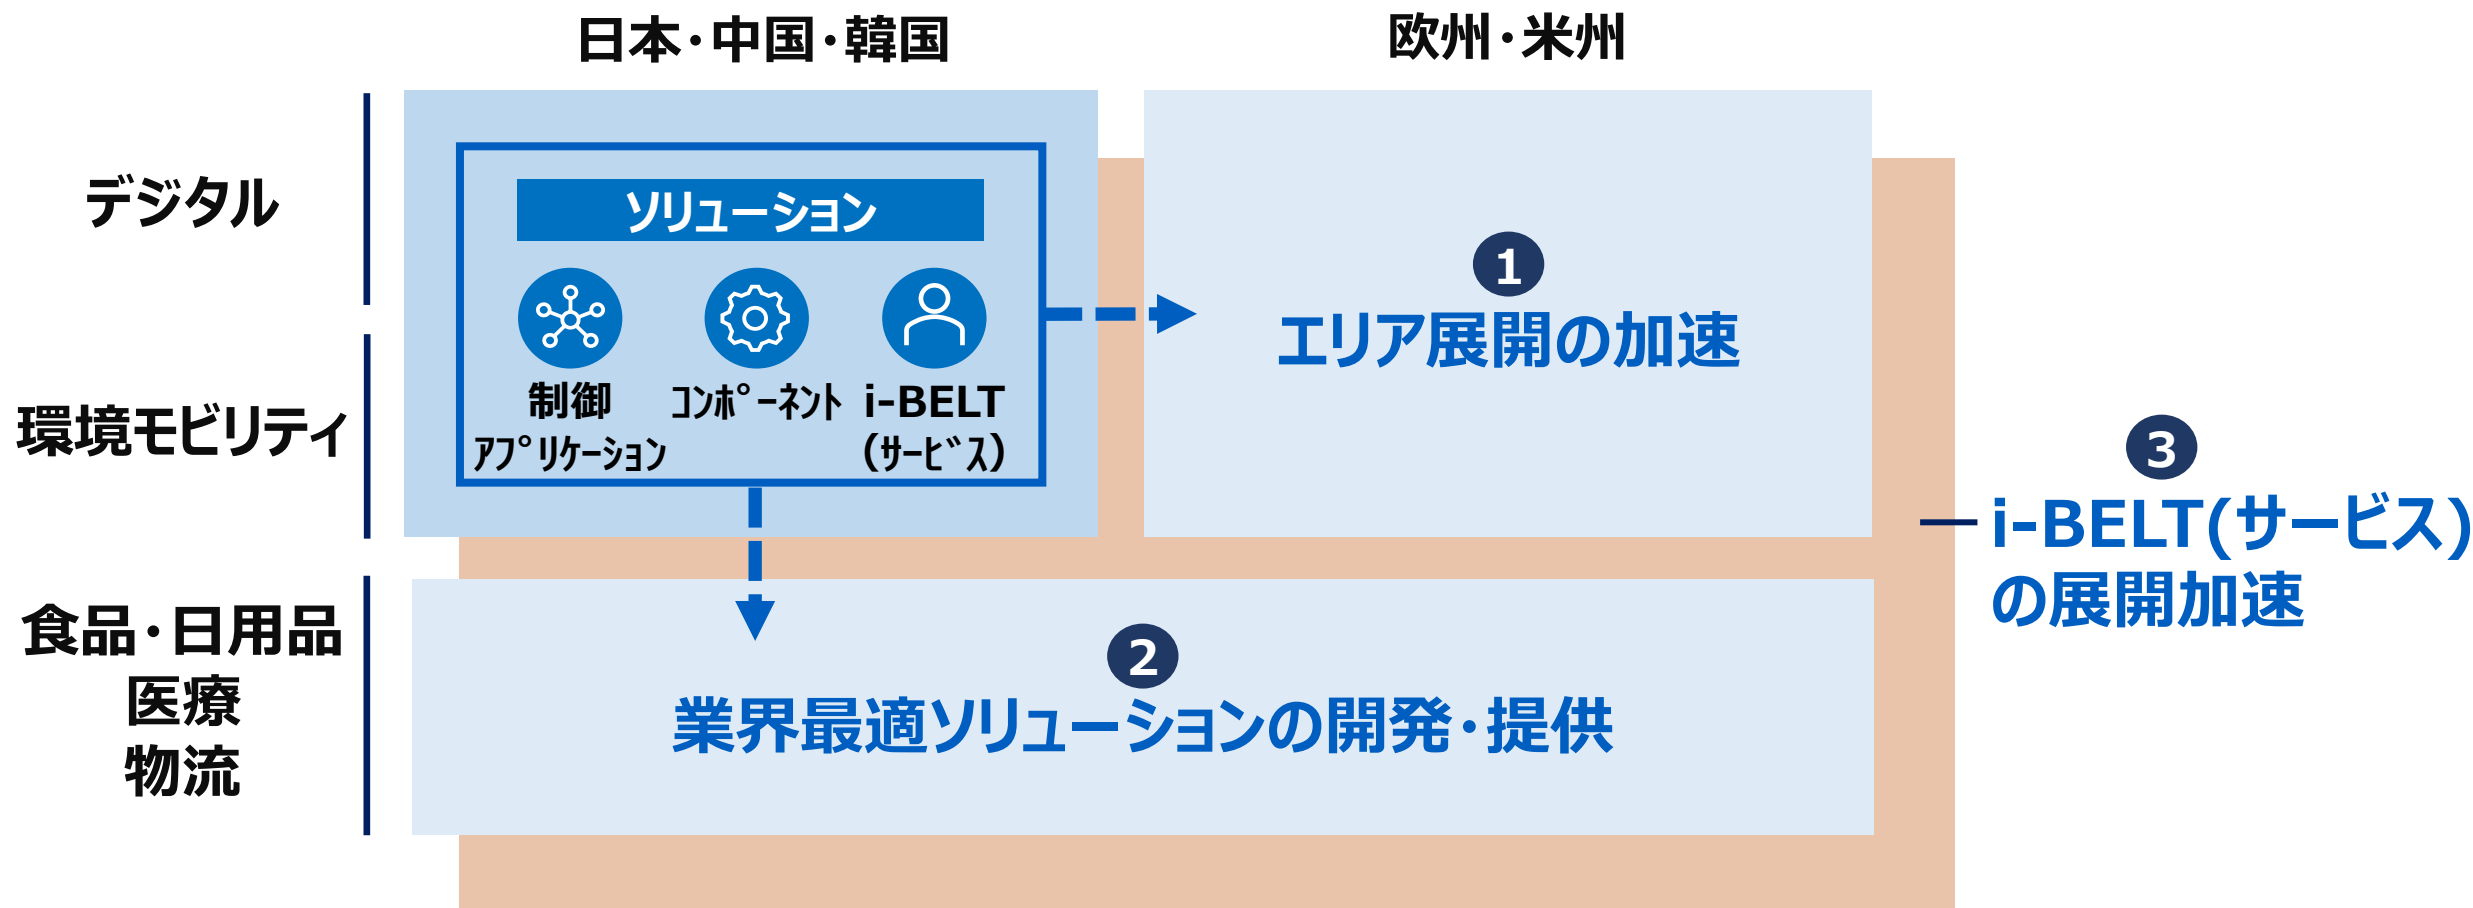 日本・中国・韓国
欧州・米州
デジタル
環境モビリティ
食品・日用品
医療
物流
ソリューション
制御
ｱﾌﾟﾘｹｰｼｮﾝ
ｺﾝﾎﾟｰﾈﾝﾄ
i-BELT
(ｻｰﾋﾞｽ)
1
エリア展開の加速
2
業界最適ソリューションの開発・提供
3
i-BELT(サービス)
の展開加速